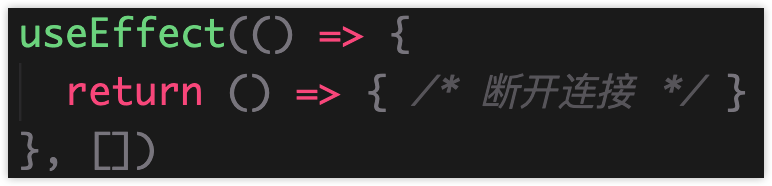 useEffect(() => {
  return () => { /* 断开连接 */ }
}, [])